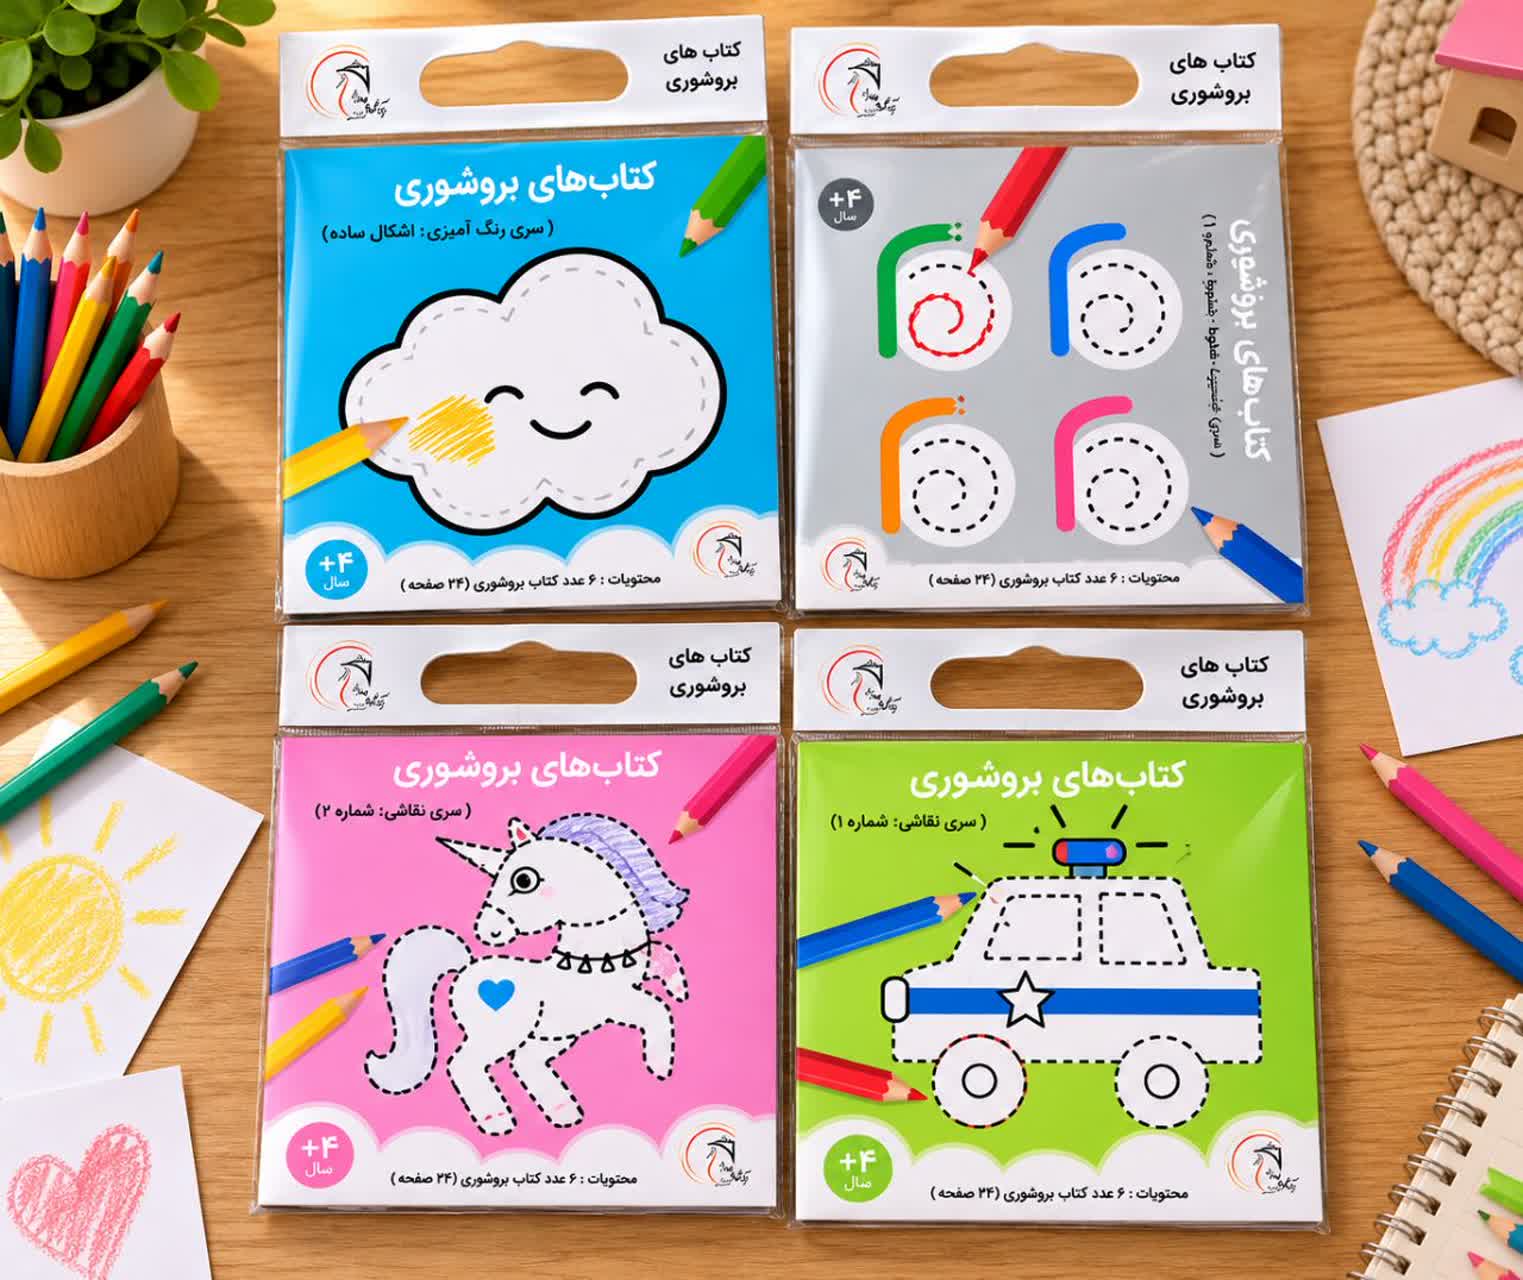 کتاب های
بروشوری
کتاب‌های بروشوری
( سری رنگ آمیزی: اشکال ساده )
+۴
سال
محتویات : ۶ عدد کتاب بروشوری (۲۴ صفحه )
کتاب های
بروشوری
+۴
سال
کتاب‌های بروشوری
محتویات : ۶ عدد کتاب بروشوری (۲۴ صفحه )
کتاب های
بروشوری
کتاب‌های بروشوری
( سری نقاشی: شماره ۲ )
+۴
سال
محتویات : ۶ عدد کتاب بروشوری (۲۴ صفحه )
کتاب های
بروشوری
کتاب‌های بروشوری
( سری نقاشی: شماره ۱ )
+۴
سال
محتویات : ۶ عدد کتاب بروشوری (۲۴ صفحه )